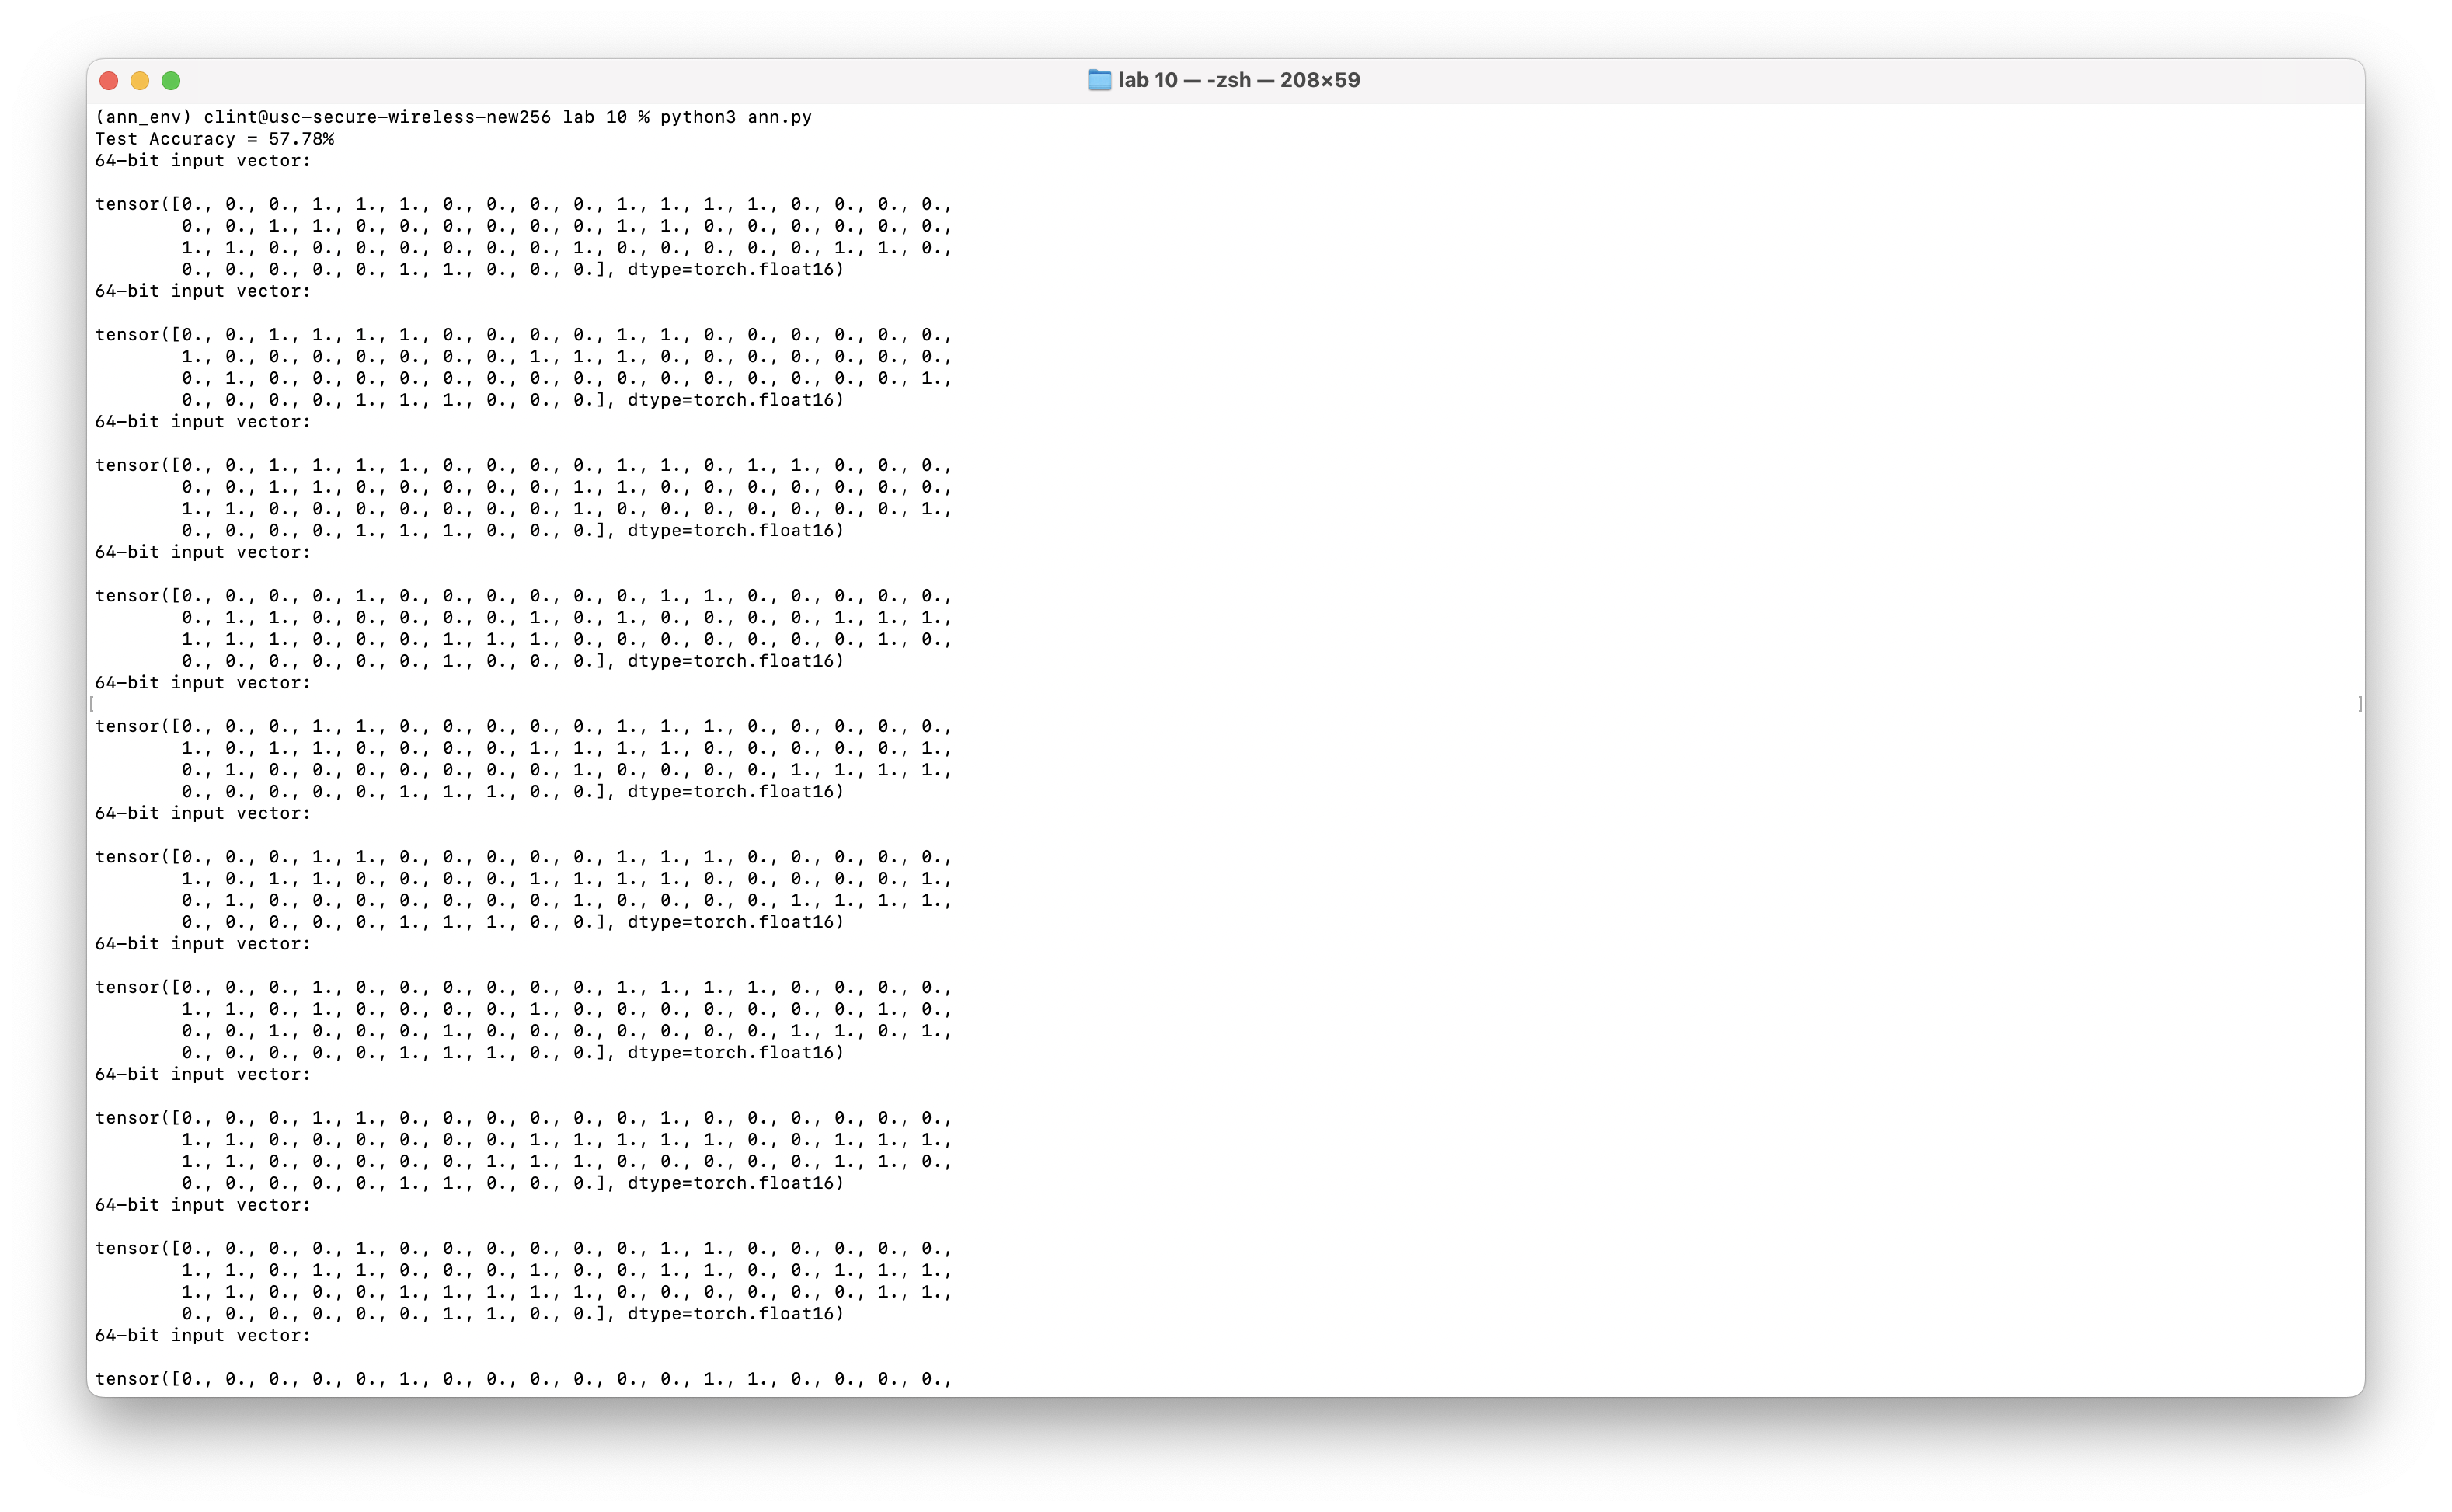 lab 10 — -zsh — 208×59
(ann_env) clint@usc-secure-wireless-new256 lab 10 % python3 ann.py
Test Accuracy = 57.78%
64-bit input vector:
tensor([0., 0., 0., 1., 1., 1., 0., 0., 0., 0., 1., 1., 1., 1., 0., 0., 0., 0.,
0., 0., 1., 1., 0., 0., 0., 0., 0., 0., 1., 1., 0., 0., 0., 0., 0., 0.,
1., 1., 0., 0., 0., 0., 0., 0., 0., 1., 0., 0., 0., 0., 0., 1., 1., 0.,
0., 0., 0., 0., 0., 1., 1., 0., 0., 0.], dtype=torch.float16)
64-bit input vector:
tensor([0., 0., 1., 1., 1., 1., 0., 0., 0., 0., 1., 1., 0., 0., 0., 0., 0., 0.,
1., 0., 0., 0., 0., 0., 0., 0., 1., 1., 1., 0., 0., 0., 0., 0., 0., 0.,
0., 1., 0., 0., 0., 0., 0., 0., 0., 0., 0., 0., 0., 0., 0., 0., 0., 1.,
0., 0., 0., 0., 1., 1., 1., 0., 0., 0.], dtype=torch.float16)
64-bit input vector:
tensor([0., 0., 1., 1., 1., 1., 0., 0., 0., 0., 1., 1., 0., 1., 1., 0., 0., 0.,
0., 0., 1., 1., 0., 0., 0., 0., 0., 1., 1., 0., 0., 0., 0., 0., 0., 0.,
1., 1., 0., 0., 0., 0., 0., 0., 0., 1., 0., 0., 0., 0., 0., 0., 0., 1.,
0., 0., 0., 0., 1., 1., 1., 0., 0., 0.], dtype=torch.float16)
64-bit input vector:
tensor([0., 0., 0., 0., 1., 0., 0., 0., 0., 0., 0., 1., 1., 0., 0., 0., 0., 0.,
0., 1., 1., 0., 0., 0., 0., 0., 1., 0., 1., 0., 0., 0., 0., 1., 1., 1.,
1., 1., 1., 0., 0., 0., 1., 1., 1., 0., 0., 0., 0., 0., 0., 0., 1., 0.,
0., 0., 0., 0., 0., 0., 1., 0., 0., 0.], dtype=torch.float16)
64-bit input vector:
[ ]
tensor([0., 0., 0., 1., 1., 0., 0., 0., 0., 0., 1., 1., 1., 0., 0., 0., 0., 0.,
1., 0., 1., 1., 0., 0., 0., 0., 1., 1., 1., 1., 0., 0., 0., 0., 0., 1.,
0., 1., 0., 0., 0., 0., 0., 0., 0., 1., 0., 0., 0., 0., 1., 1., 1., 1.,
0., 0., 0., 0., 0., 1., 1., 1., 0., 0.], dtype=torch.float16)
64-bit input vector:
tensor([0., 0., 0., 1., 1., 0., 0., 0., 0., 0., 1., 1., 1., 0., 0., 0., 0., 0.,
1., 0., 1., 1., 0., 0., 0., 0., 1., 1., 1., 1., 0., 0., 0., 0., 0., 1.,
0., 1., 0., 0., 0., 0., 0., 0., 0., 1., 0., 0., 0., 0., 1., 1., 1., 1.,
0., 0., 0., 0., 0., 1., 1., 1., 0., 0.], dtype=torch.float16)
64-bit input vector:
tensor([0., 0., 0., 1., 0., 0., 0., 0., 0., 0., 1., 1., 1., 1., 0., 0., 0., 0.,
1., 1., 0., 1., 0., 0., 0., 0., 1., 0., 0., 0., 0., 0., 0., 0., 1., 0.,
0., 0., 1., 0., 0., 0., 1., 0., 0., 0., 0., 0., 0., 0., 1., 1., 0., 1.,
0., 0., 0., 0., 0., 1., 1., 1., 0., 0.], dtype=torch.float16)
64-bit input vector:
tensor([0., 0., 0., 1., 1., 0., 0., 0., 0., 0., 0., 1., 0., 0., 0., 0., 0., 0.,
1., 1., 0., 0., 0., 0., 0., 0., 1., 1., 1., 1., 1., 0., 0., 1., 1., 1.,
1., 1., 0., 0., 0., 0., 0., 1., 1., 1., 0., 0., 0., 0., 0., 1., 1., 0.,
0., 0., 0., 0., 0., 1., 1., 0., 0., 0.], dtype=torch.float16)
64-bit input vector:
tensor([0., 0., 0., 0., 1., 0., 0., 0., 0., 0., 0., 1., 1., 0., 0., 0., 0., 0.,
1., 1., 0., 1., 1., 0., 0., 0., 1., 0., 0., 1., 1., 0., 0., 1., 1., 1.,
1., 1., 0., 0., 0., 1., 1., 1., 1., 1., 0., 0., 0., 0., 0., 0., 1., 1.,
0., 0., 0., 0., 0., 0., 1., 1., 0., 0.], dtype=torch.float16)
64-bit input vector:
tensor([0., 0., 0., 0., 0., 1., 0., 0., 0., 0., 0., 0., 1., 1., 0., 0., 0., 0.,